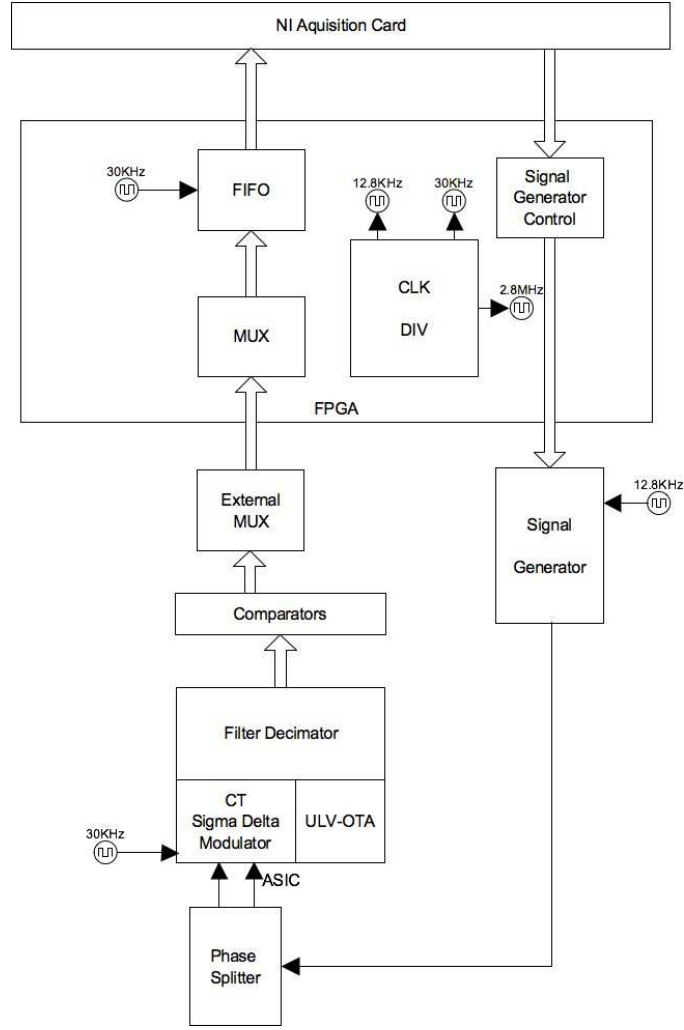 NI Aquisition Card
30KHz
FIFO
12.8KHz
30KHz
Signal
Generator
Control
CLK
DIV
2.8MHz
MUX
FPGA
External
MUX
12.8KHz
Signal
Generator
Comparators
Filter Decimator
CT
Sigma Delta
Modulator
ULV-OTA
30KHz
ASIC
Phase
Splitter